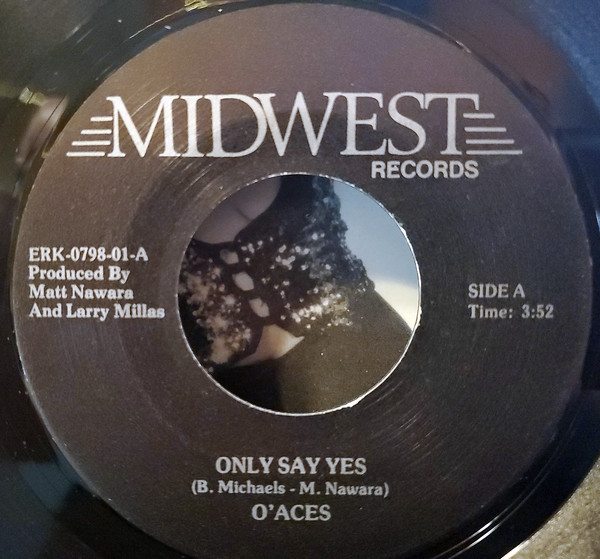 MIDWEST
RECORDS
ERK-0798-01-A
Produced By
Matt Nawara
And Larry Millas
SIDE A
Time: 3:52
ONLY SAY YES
(B. Michaels - M. Nawara)
O'ACES